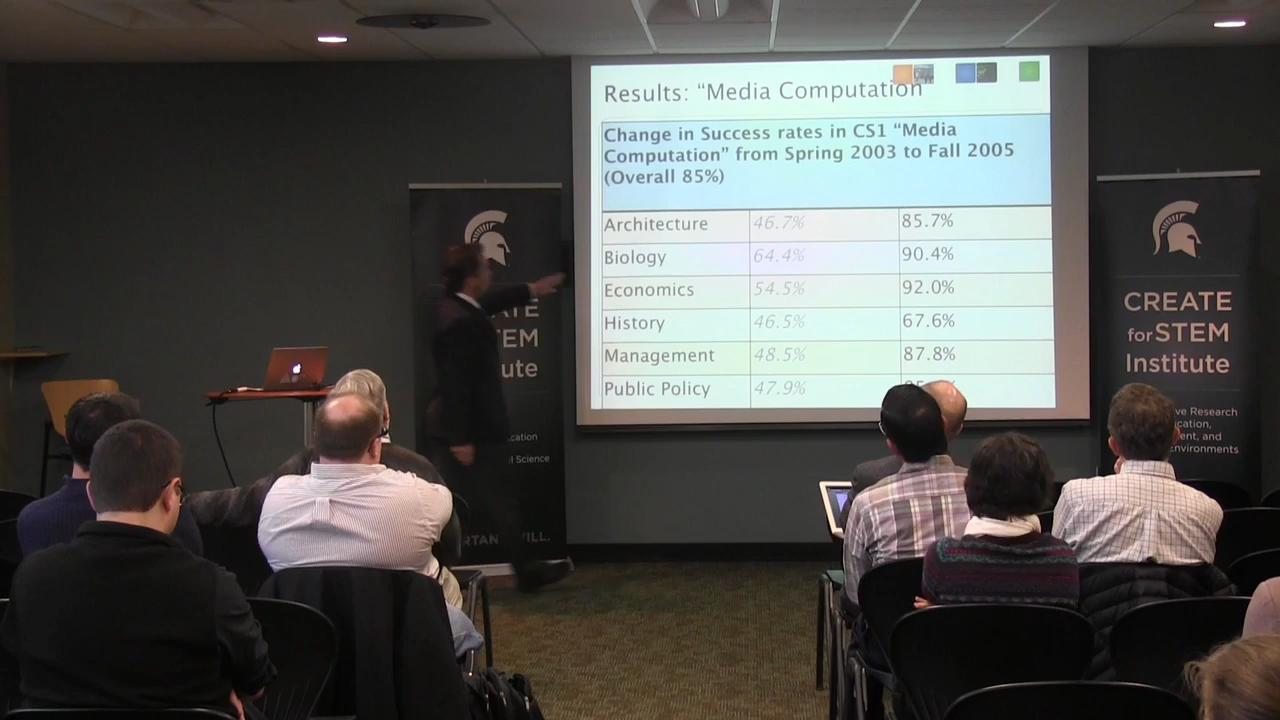 Results: “Media Computation”
Change in Success rates in CS1 “Media
Computation” from Spring 2003 to Fall 2005
(Overall 85%)
Architecture 46.7% 85.7%
Biology 64.4% 90.4%
Economics 54.5% 92.0%
History 46.5% 67.6%
Management 48.5% 87.8%
Public Policy 47.9%
CREATE
for STEM
Institute